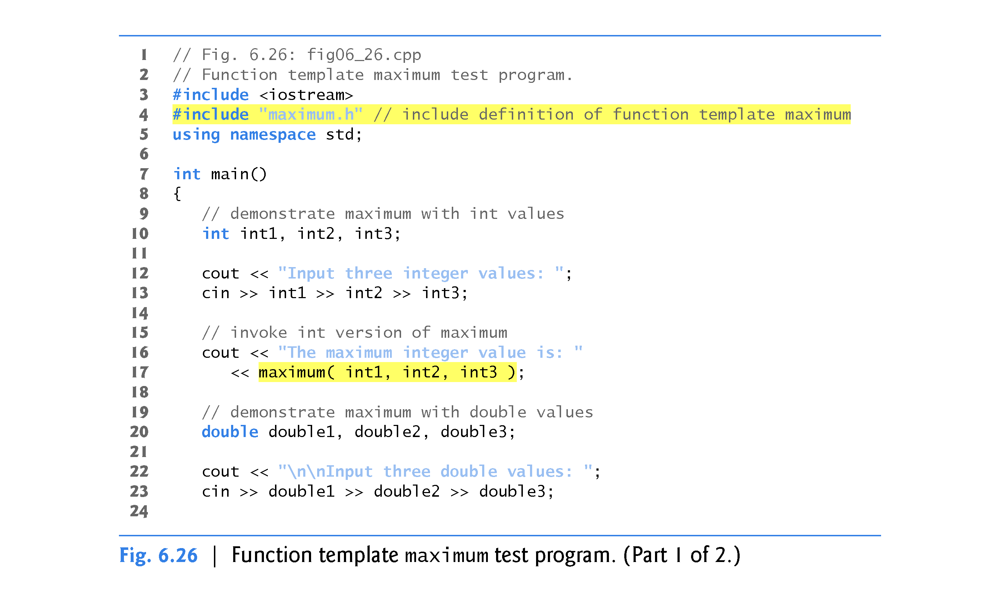 1 // Fig. 6.26: fig06_26.cpp
2 // Function template maximum test program.
3 #include <iostream>
4 #include "maximum.h" // include definition of function template maximum
5 using namespace std;
6
7 int main()
8 {
9 // demonstrate maximum with int values
10 int int1, int2, int3;
11
12 cout << "Input three integer values: ";
13 cin >> int1 >> int2 >> int3;
14
15 // invoke int version of maximum
16 cout << "The maximum integer value is: "
17 << maximum( int1, int2, int3 );
18
19 // demonstrate maximum with double values
20 double double1, double2, double3;
21
22 cout << "\n\nInput three double values: ";
23 cin >> double1 >> double2 >> double3;
24
Fig. 6.26 | Function template maximum test program. (Part 1 of 2.)